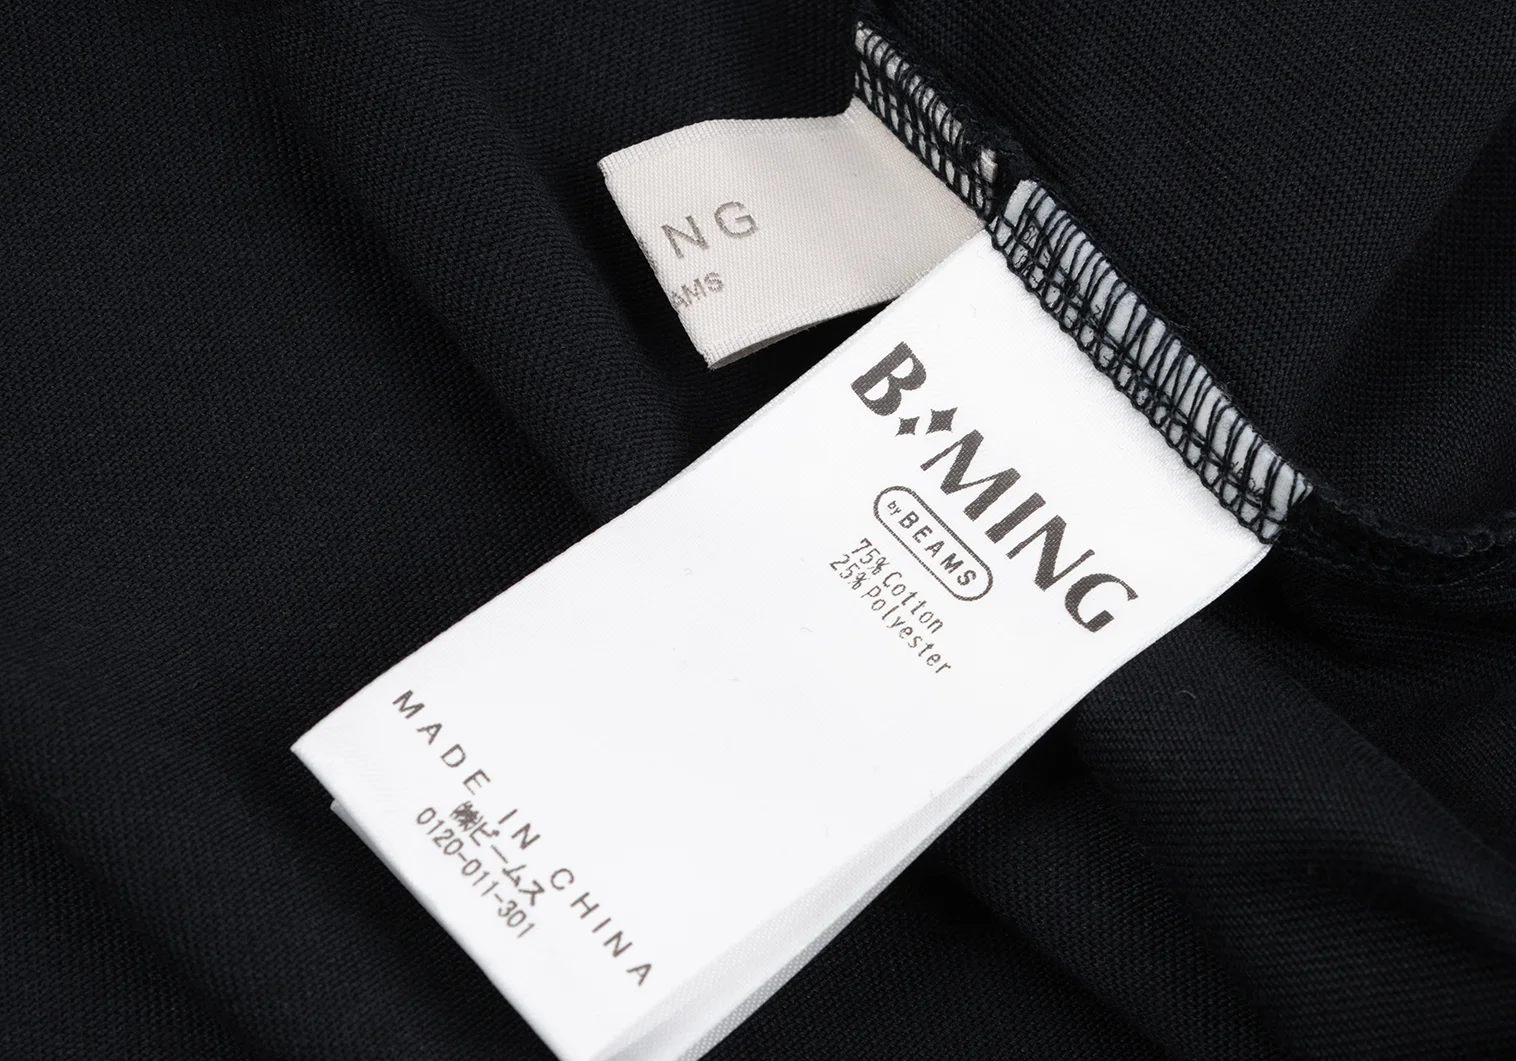 NG
AMS
B MING
by BEAMS
75% Cotton
25% Polyester
MADE IN CHINA
㈱ビームス
0120-011-301